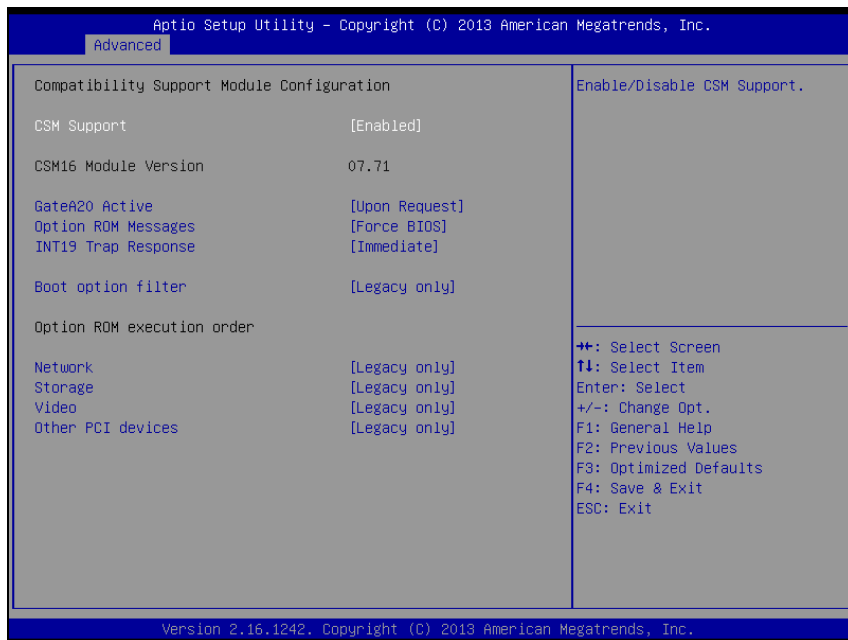 Aptio Setup Utility – Copyright (C) 2013 American Megatrends, Inc.
Advanced
Compatibility Support Module Configuration
CSM Support [Enabled]
CSM16 Module Version 07.71
GateA20 Active [Upon Request]
Option ROM Messages [Force BIOS]
INT19 Trap Response [Immediate]
Boot option filter [Legacy only]
Option ROM execution order
Network [Legacy only]
Storage [Legacy only]
Video [Legacy only]
Other PCI devices [Legacy only]
Enable/Disable CSM Support.
→←: Select Screen
↑↓: Select Item
Enter: Select
+/-: Change Opt.
F1: General Help
F2: Previous Values
F3: Optimized Defaults
F4: Save & Exit
ESC: Exit
Version 2.16.1242. Copyright (C) 2013 American Megatrends, Inc.